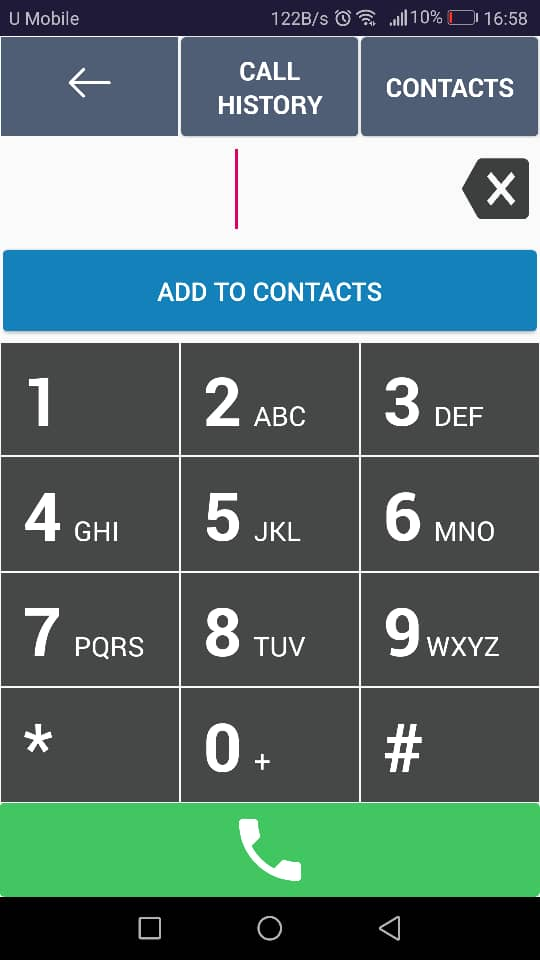 U Mobile 122B/s 10% 16:58
CALL
HISTORY
CONTACTS
ADD TO CONTACTS
1 2 ABC 3 DEF
4 GHI 5 JKL 6 MNO
7 PQRS 8 TUV 9 WXYZ
* 0 + #